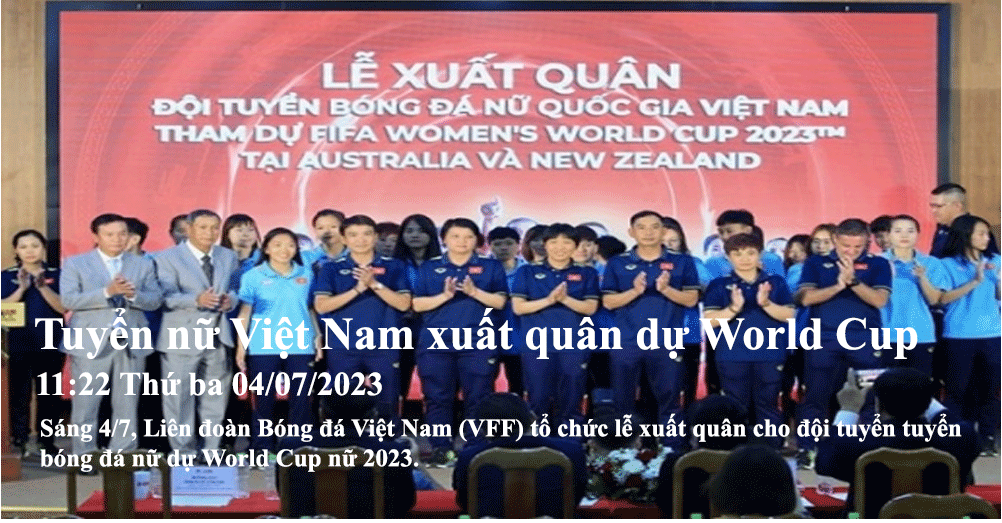 LỄ XUẤT QUÂN
ĐỘI TUYỂN BÓNG ĐÁ NỮ QUỐC GIA VIỆT NAM
THAM DỰ FIFA WOMEN'S WORLD CUP 2023™
TẠI AUSTRALIA VÀ NEW ZEALAND
Tuyển nữ Việt Nam xuất quân dự World Cup
11:22 Thứ ba 04/07/2023
Sáng 4/7, Liên đoàn Bóng đá Việt Nam (VFF) tổ chức lễ xuất quân cho đội tuyển tuyển
bóng đá nữ dự World Cup nữ 2023.